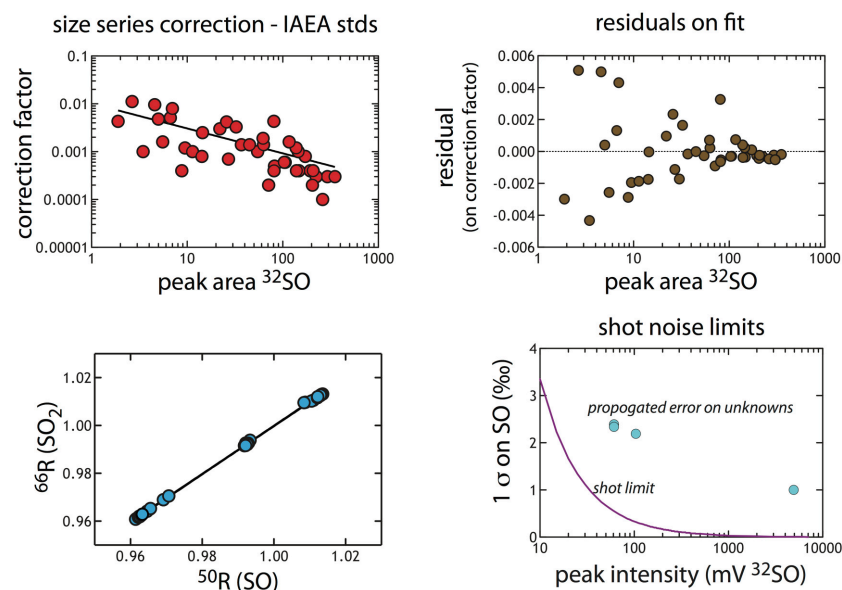 size series correction - IAEA stds
0.1
0.01
0.001
0.0001
0.00001
correction factor
1
10
100
1000
peak area ³²SO
residuals on fit
0.006
0.004
0.002
0.000
-0.002
-0.004
-0.006
residual
(on correction factor)
1
10
100
1000
peak area ³²SO
1.02
1.00
0.98
0.96
⁶⁶R (SO₂)
0.96
0.98
1.00
1.02
⁵⁰R (SO)
shot noise limits
4
3
2
1
0
1 σ on SO (‰)
propogated error on unknowns
shot limit
10
100
1000
10000
peak intensity (mV ³²SO)